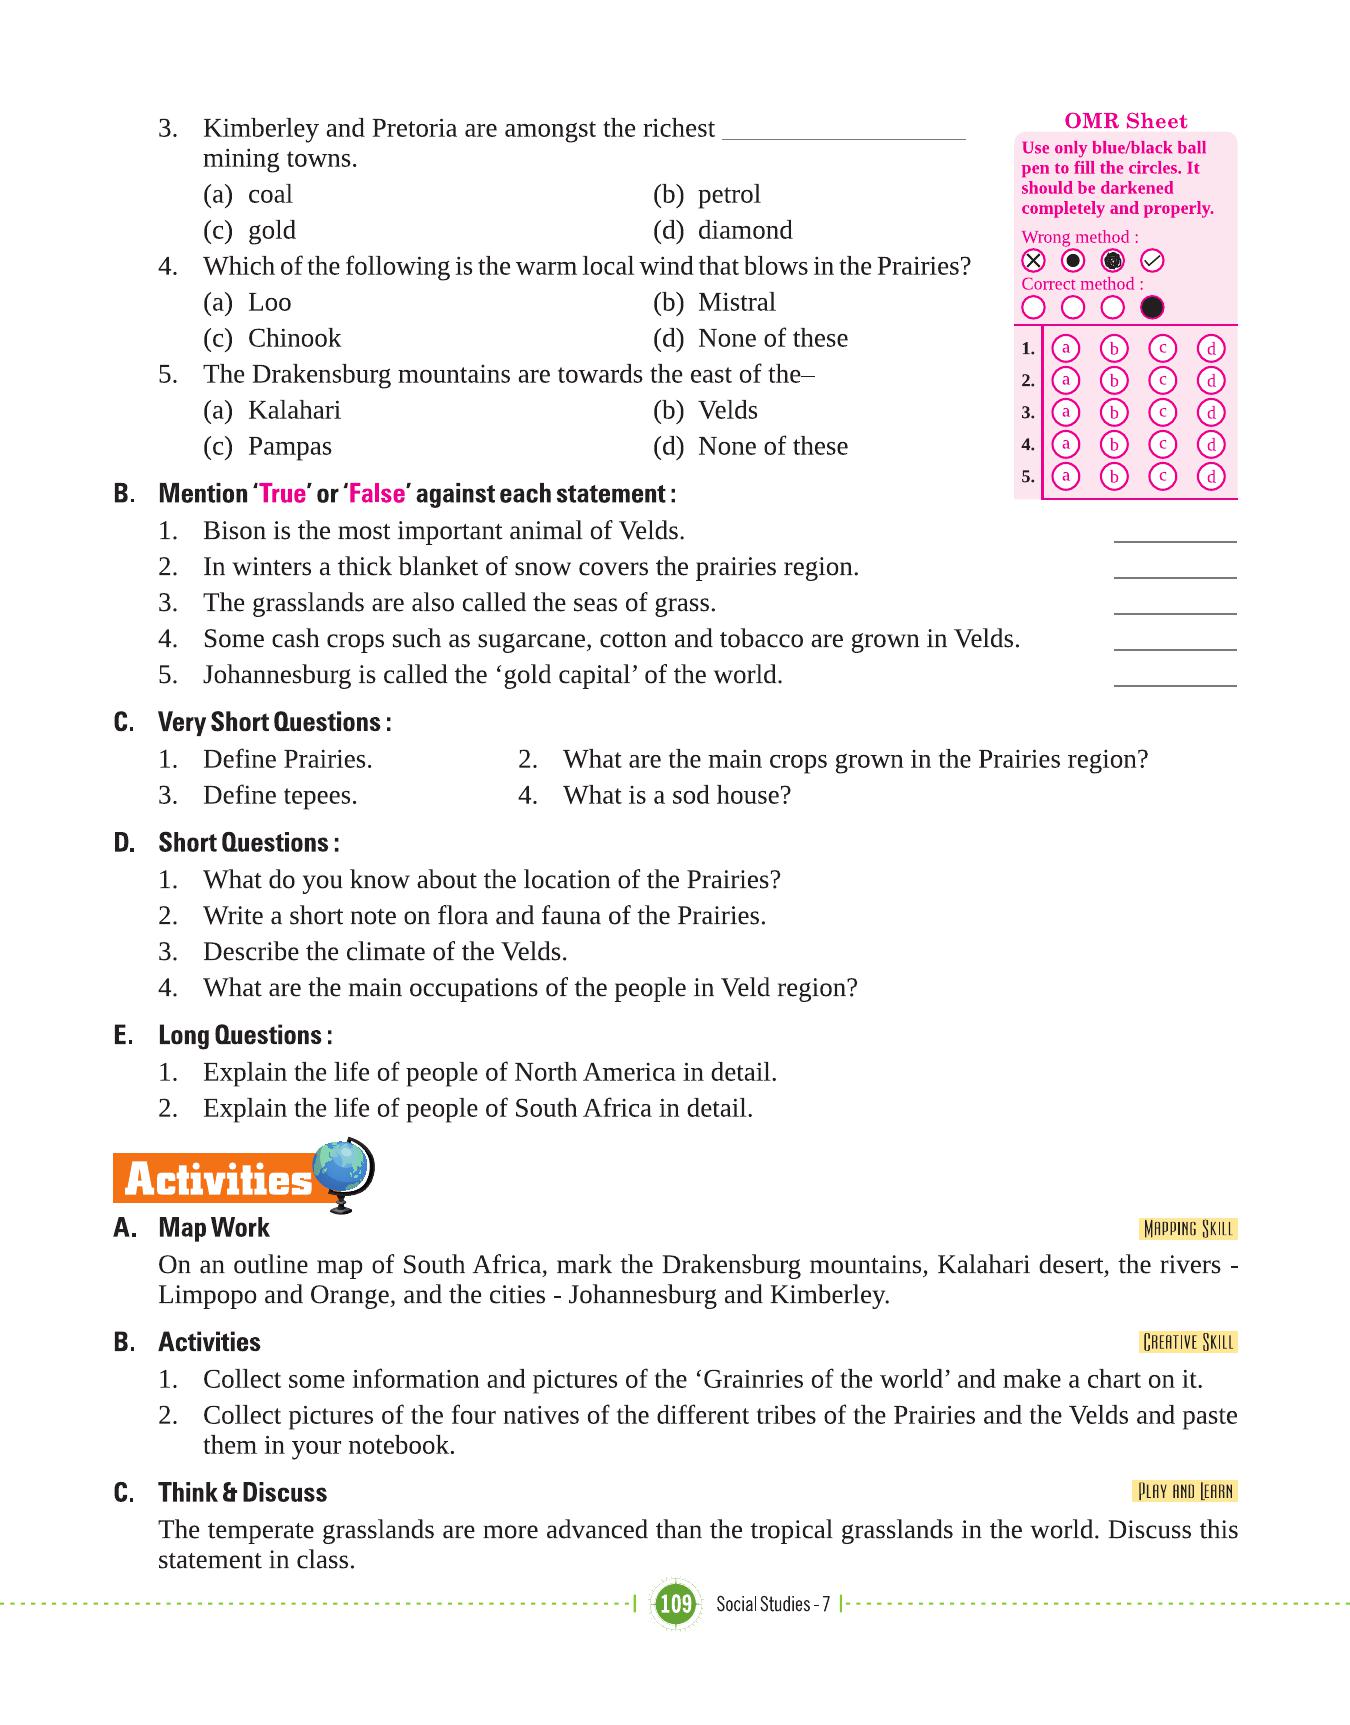 3. Kimberley and Pretoria are amongst the richest ____________________
mining towns.
(a) coal (b) petrol
(c) gold (d) diamond
4. Which of the following is the warm local wind that blows in the Prairies?
(a) Loo (b) Mistral
(c) Chinook (d) None of these
5. The Drakensburg mountains are towards the east of the–
(a) Kalahari (b) Velds
(c) Pampas (d) None of these
OMR Sheet
Use only blue/black ball
pen to fill the circles. It
should be darkened
completely and properly.
Wrong method :
Correct method :
1. a b c d
2. a b c d
3. a b c d
4. a b c d
5. a b c d
B. Mention ‘True’ or ‘False’ against each statement :
1. Bison is the most important animal of Velds. __________
2. In winters a thick blanket of snow covers the prairies region. __________
3. The grasslands are also called the seas of grass. __________
4. Some cash crops such as sugarcane, cotton and tobacco are grown in Velds. __________
5. Johannesburg is called the ‘gold capital’ of the world. __________
C. Very Short Questions :
1. Define Prairies. 2. What are the main crops grown in the Prairies region?
3. Define tepees. 4. What is a sod house?
D. Short Questions :
1. What do you know about the location of the Prairies?
2. Write a short note on flora and fauna of the Prairies.
3. Describe the climate of the Velds.
4. What are the main occupations of the people in Veld region?
E. Long Questions :
1. Explain the life of people of North America in detail.
2. Explain the life of people of South Africa in detail.
Activities
A. Map Work MAPPING SKILL
On an outline map of South Africa, mark the Drakensburg mountains, Kalahari desert, the rivers -
Limpopo and Orange, and the cities - Johannesburg and Kimberley.
B. Activities CREATIVE SKILL
1. Collect some information and pictures of the ‘Grainries of the world’ and make a chart on it.
2. Collect pictures of the four natives of the different tribes of the Prairies and the Velds and paste
them in your notebook.
C. Think & Discuss PLAY AND LEARN
The temperate grasslands are more advanced than the tropical grasslands in the world. Discuss this
statement in class.
109 Social Studies - 7